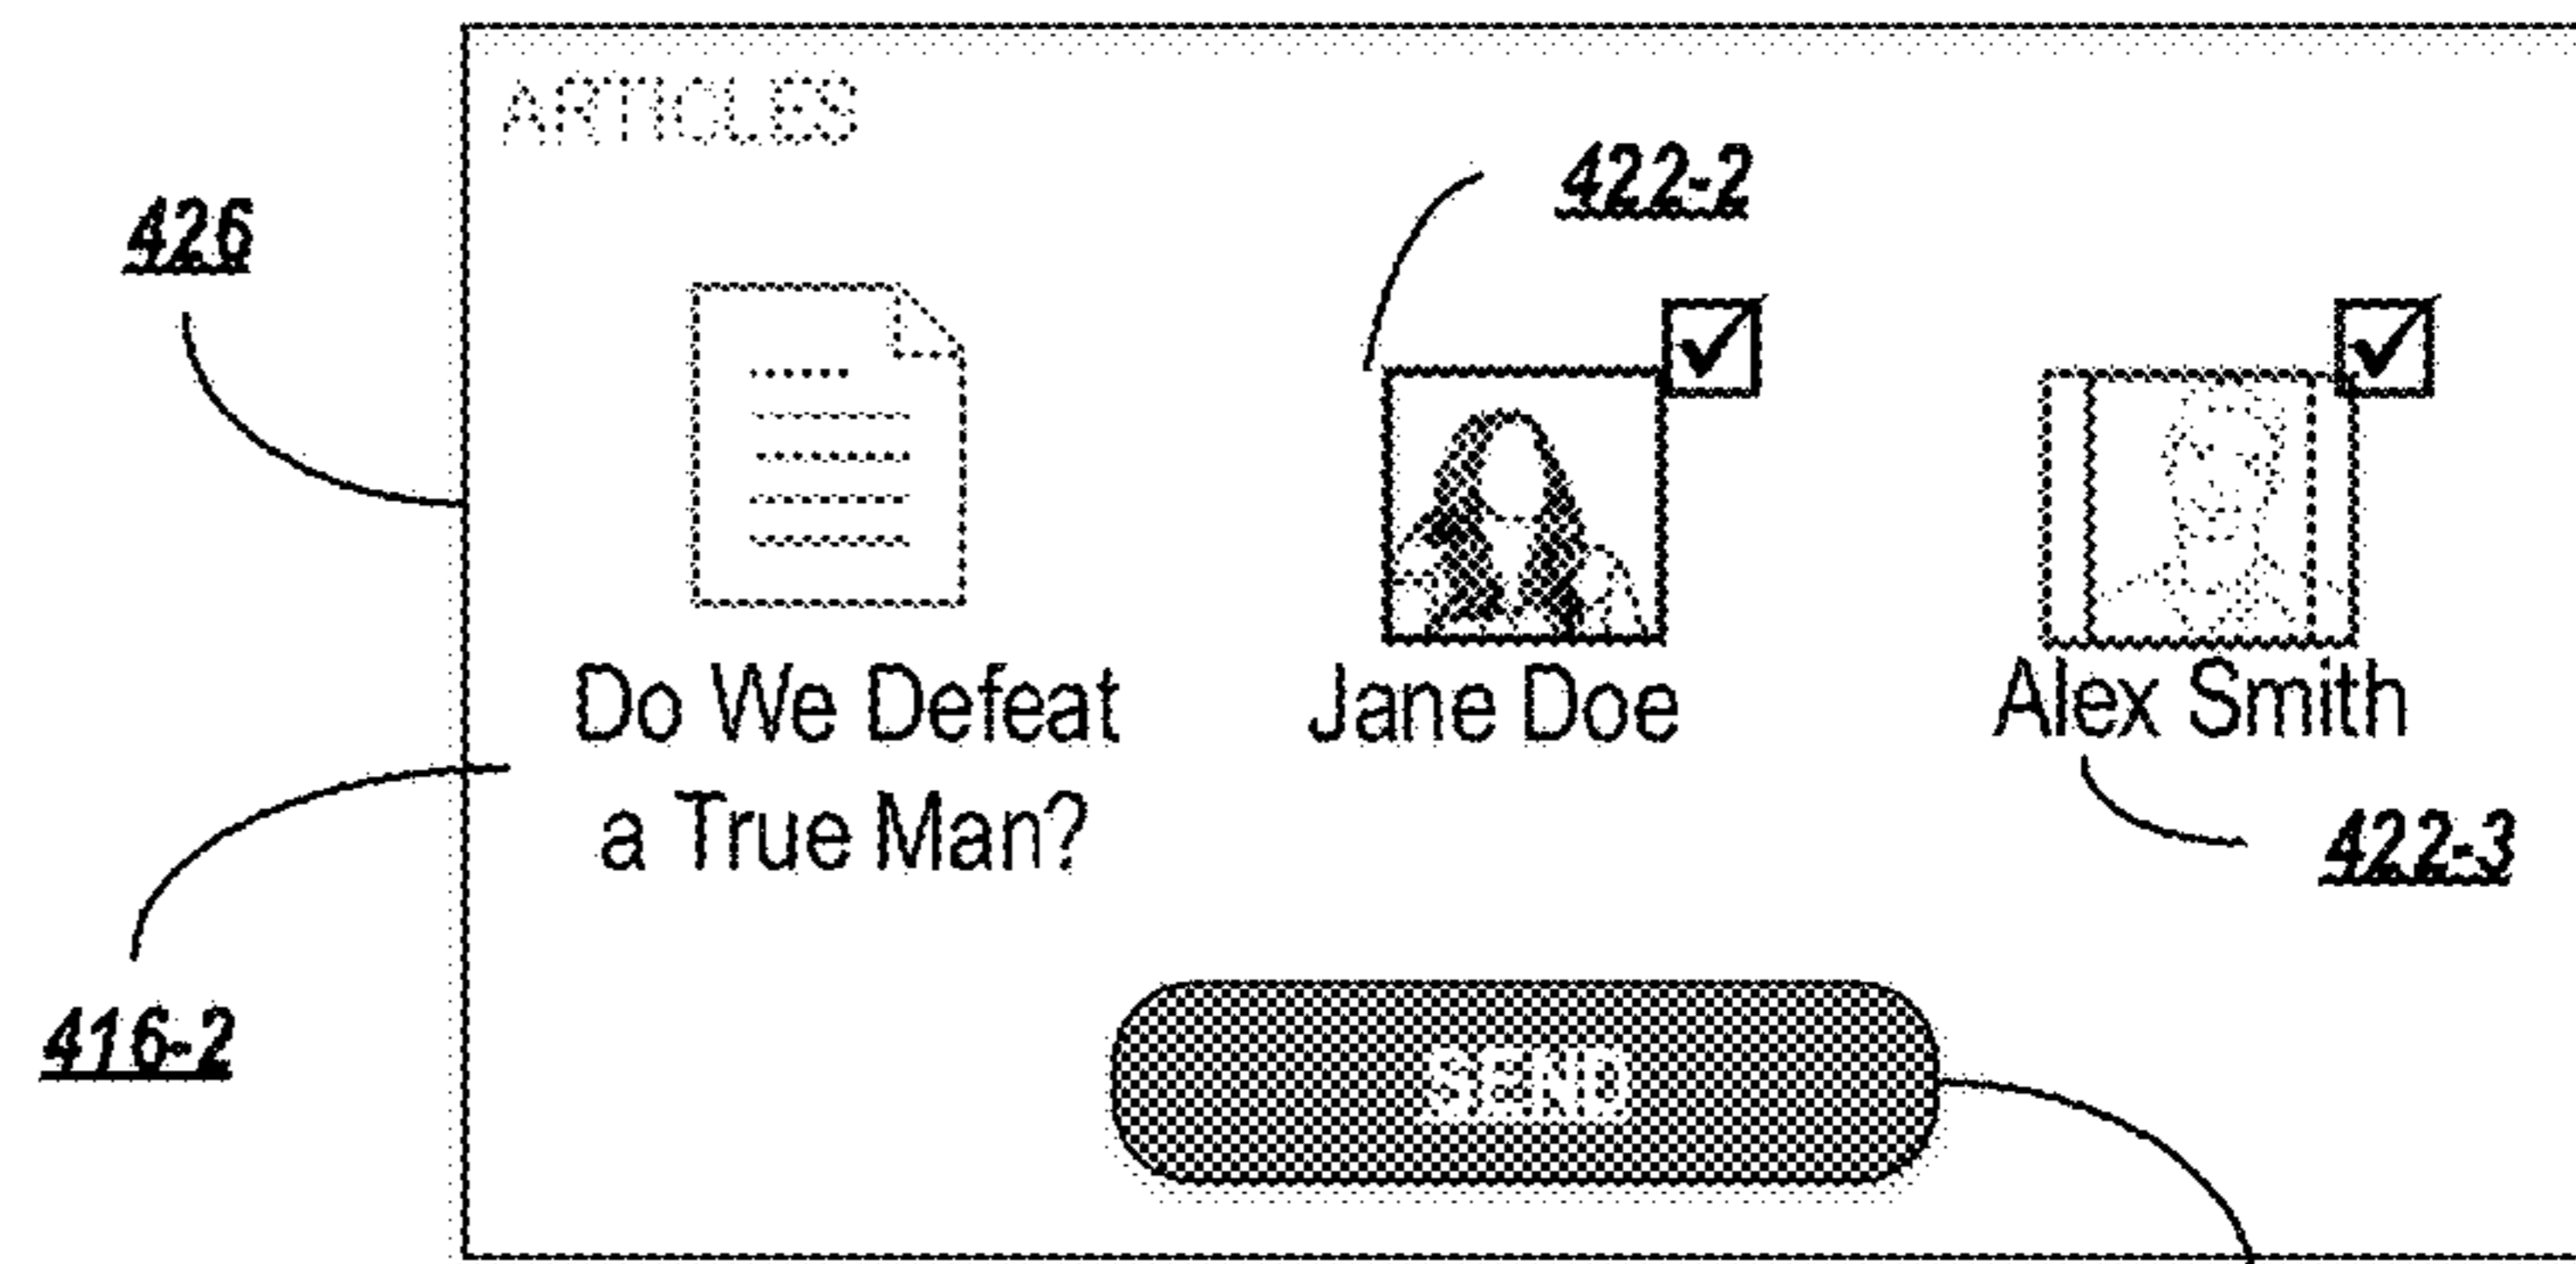 ARTICLES
426
422-2
Do We Defeat
a True Man?
Jane Doe
Alex Smith
422-3
416-2
SEND